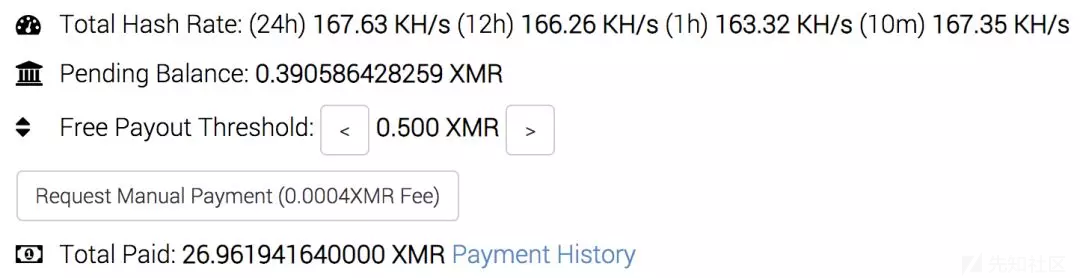 Total Hash Rate: (24h) 167.63 KH/s (12h) 166.26 KH/s (1h) 163.32 KH/s (10m) 167.35 KH/s
Pending Balance: 0.390586428259 XMR
Free Payout Threshold: < 0.500 XMR >
Request Manual Payment (0.0004XMR Fee)
Total Paid: 26.961941640000 XMR Payment History
先知社区